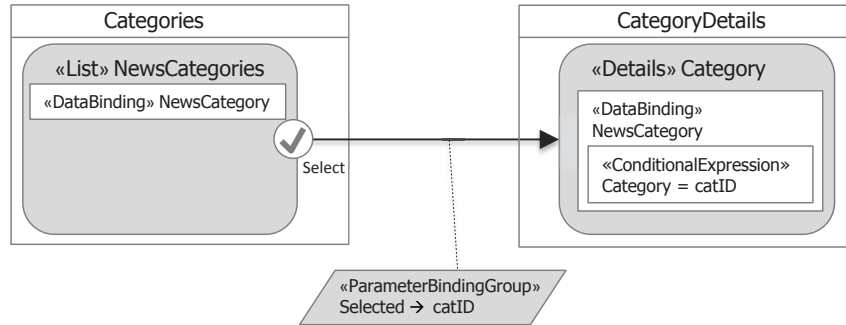 Categories
«List» NewsCategories
«DataBinding» NewsCategory
Select
CategoryDetails
«Details» Category
«DataBinding»
NewsCategory
«ConditionalExpression»
Category = catID
«ParameterBindingGroup»
Selected → catID